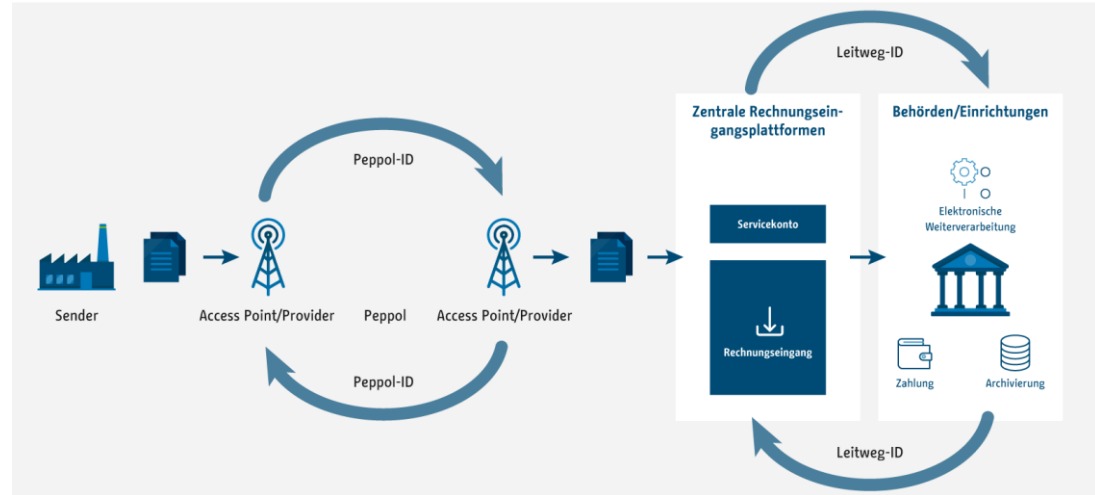 Leitweg-ID
Zentrale Rechnungsein-
gangsplattformen
Behörden/Einrichtungen
Peppol-ID
Elektronische
Weiterverarbeitung
Servicekonto
Sender
Access Point/Provider
Peppol
Access Point/Provider
Rechnungseingang
Peppol-ID
Zahlung
Archivierung
Leitweg-ID